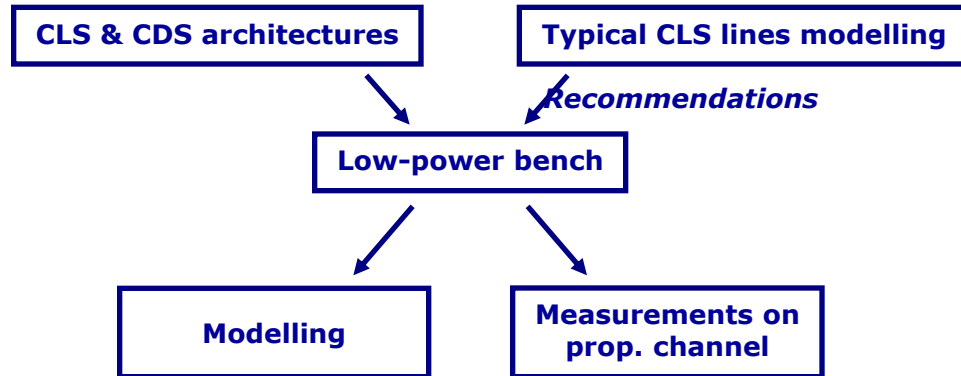 CLS & CDS architectures
Typical CLS lines modelling
Recommendations
Low-power bench
Modelling
Measurements on
prop. channel